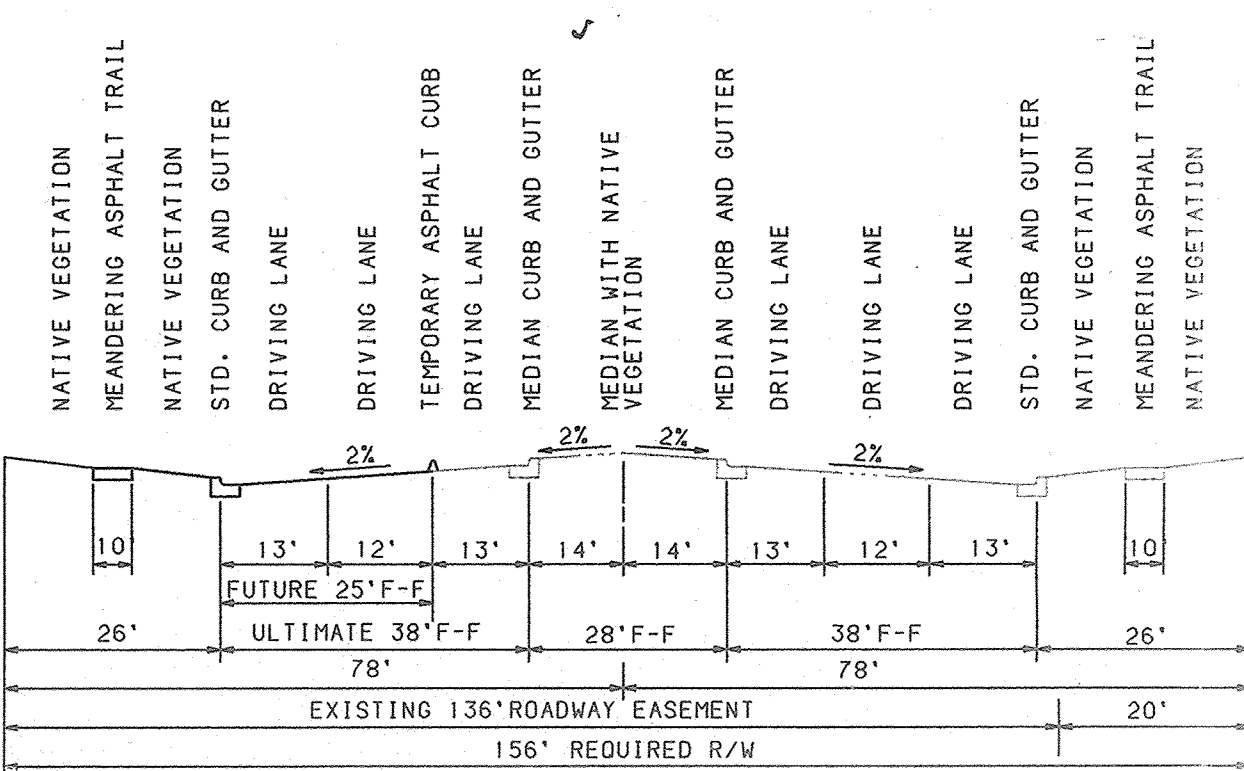 NATIVE VEGETATION
MEANDERING ASPHALT TRAIL
NATIVE VEGETATION
STD. CURB AND GUTTER
DRIVING LANE
DRIVING LANE
TEMPORARY ASPHALT CURB
DRIVING LANE
MEDIAN CURB AND GUTTER
MEDIAN WITH NATIVE
VEGETATION
MEDIAN CURB AND GUTTER
DRIVING LANE
DRIVING LANE
DRIVING LANE
STD. CURB AND GUTTER
NATIVE VEGETATION
MEANDERING ASPHALT TRAIL
NATIVE VEGETATION
2% 2% 2% 2%
10' 13' 12' 13' 14' 14' 13' 12' 13' 10'
FUTURE 25'F-F
26' ULTIMATE 38'F-F 28'F-F 38'F-F 26'
78' 78'
EXISTING 136'ROADWAY EASEMENT 20'
156' REQUIRED R/W